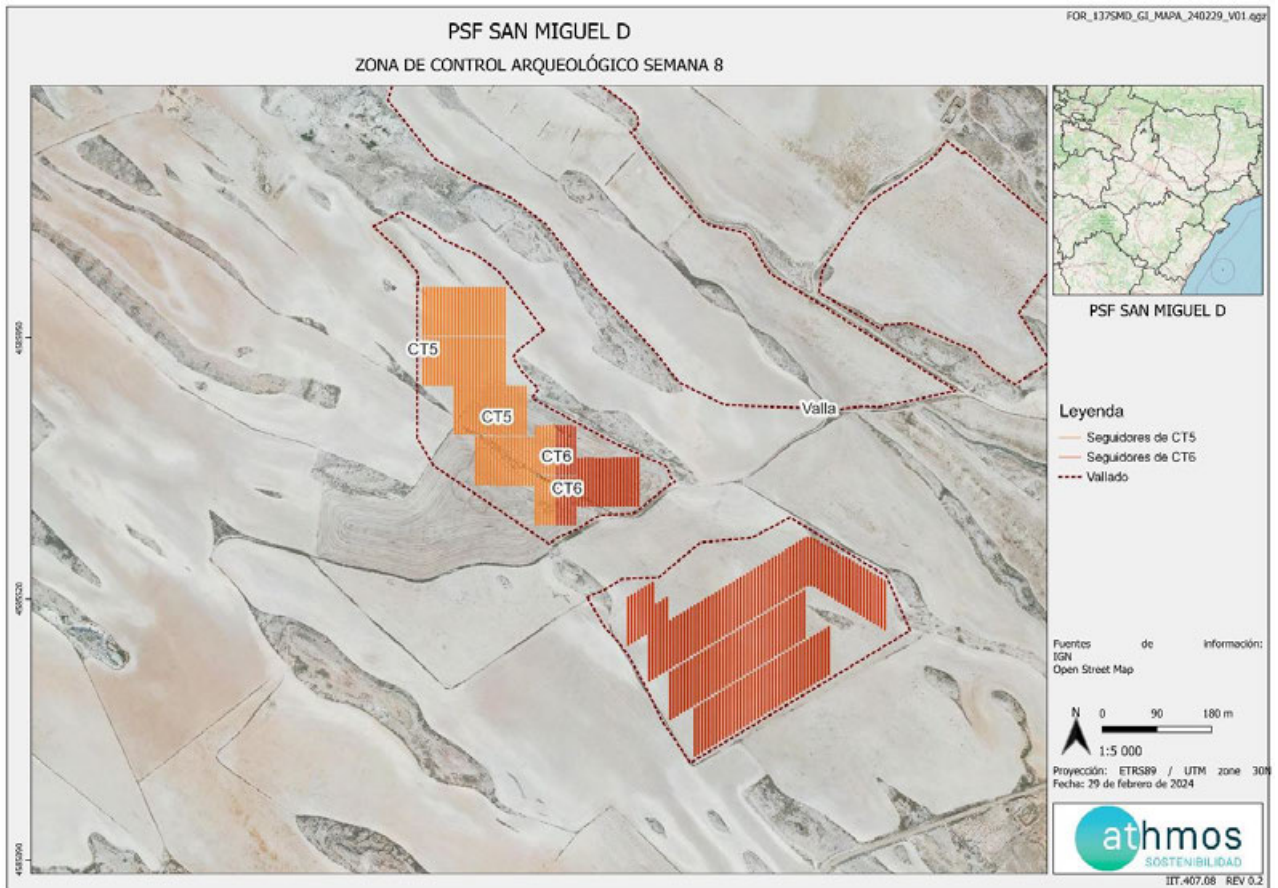 FOR_137SMD_GI_MAPA_240229_V01.qgz
PSF SAN MIGUEL D
ZONA DE CONTROL ARQUEOLÓGICO SEMANA 8
CT5
CT5
CT6
CT6
Valla
4585520
PSF SAN MIGUEL D
Leyenda
Seguidores de CT5
Seguidores de CT6
Vallado
Fuentes de información:
IGN
Open Street Map
N 0 90 180 m
1:5 000
Proyección: ETRS89 / UTM zone 30N
Fecha: 29 de febrero de 2024
athmos
SOSTENIBILIDAD
IIT.407.08 REV 0.2